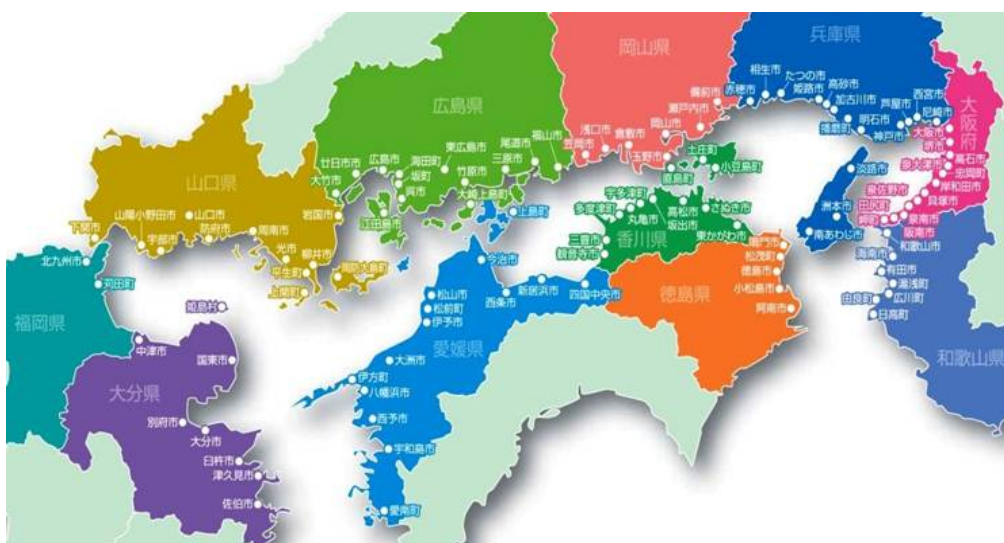 兵庫県
岡山県
相生市
たつの市
赤穂市
姫路市
高砂市
加古川市
西宮市
芦屋市
尼崎市
播磨町
明石市
神戸市
大阪府
大阪市
堺市
高石市
泉大津市
忠岡町
岸和田市
貝塚市
泉佐野市
田尻町
泉南市
阪南市
岬町
淡路市
洲本市
南あわじ市
備前市
瀬戸内市
岡山市
浅口市
倉敷市
笠岡市
玉野市
広島県
福山市
尾道市
三原市
東広島市
竹原市
海田町
広島市
坂町
呉市
廿日市市
大竹市
大崎上島町
江田島市
山口県
岩国市
山陽小野田市
山口市
下関市
宇部市
防府市
周南市
光市
柳井市
平生町
周防大島町
上関町
土庄町
小豆島町
直島町
宇多津町
多度津町
丸亀市
高松市
坂出市
さぬき市
東かがわ市
三豊市
観音寺市
香川県
鳴門市
松茂町
徳島市
小松島市
阿南市
徳島県
和歌山市
海南市
有田市
湯浅町
広川町
由良町
日高町
和歌山県
上島町
今治市
新居浜市
西条市
四国中央市
松山市
松前町
伊予市
愛媛県
大洲市
伊方町
八幡浜市
西予市
宇和島市
愛南町
北九州市
苅田町
福岡県
姫島村
中津市
国東市
大分県
別府市
大分市
臼杵市
津久見市
佐伯市